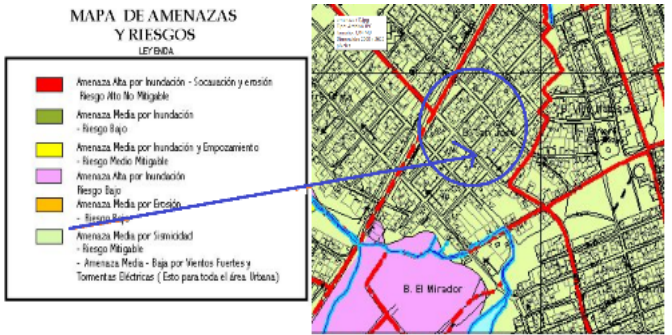 MAPA DE AMENAZAS
Y RIESGOS
LEYENDA
Amenaza Alta por Inundación - Socavación y erosión
Riesgo Alto No Mitigable
Amenaza Media por Inundación
- Riesgo Bajo
Amenaza Media por Inundación y Empozamiento
- Riesgo Medio Mitigable
Amenaza Alta por Inundación
Riesgo Bajo
Amenaza Media por Erosión
- Riesgo Bajo
Amenaza Media por Sismicidad
- Riesgo Mitigable
- Amenaza Media - Baja por Vientos Fuertes y
Tormentas Eléctricas ( Esto para toda el área Urbana)
B. San José
B. El Mirador